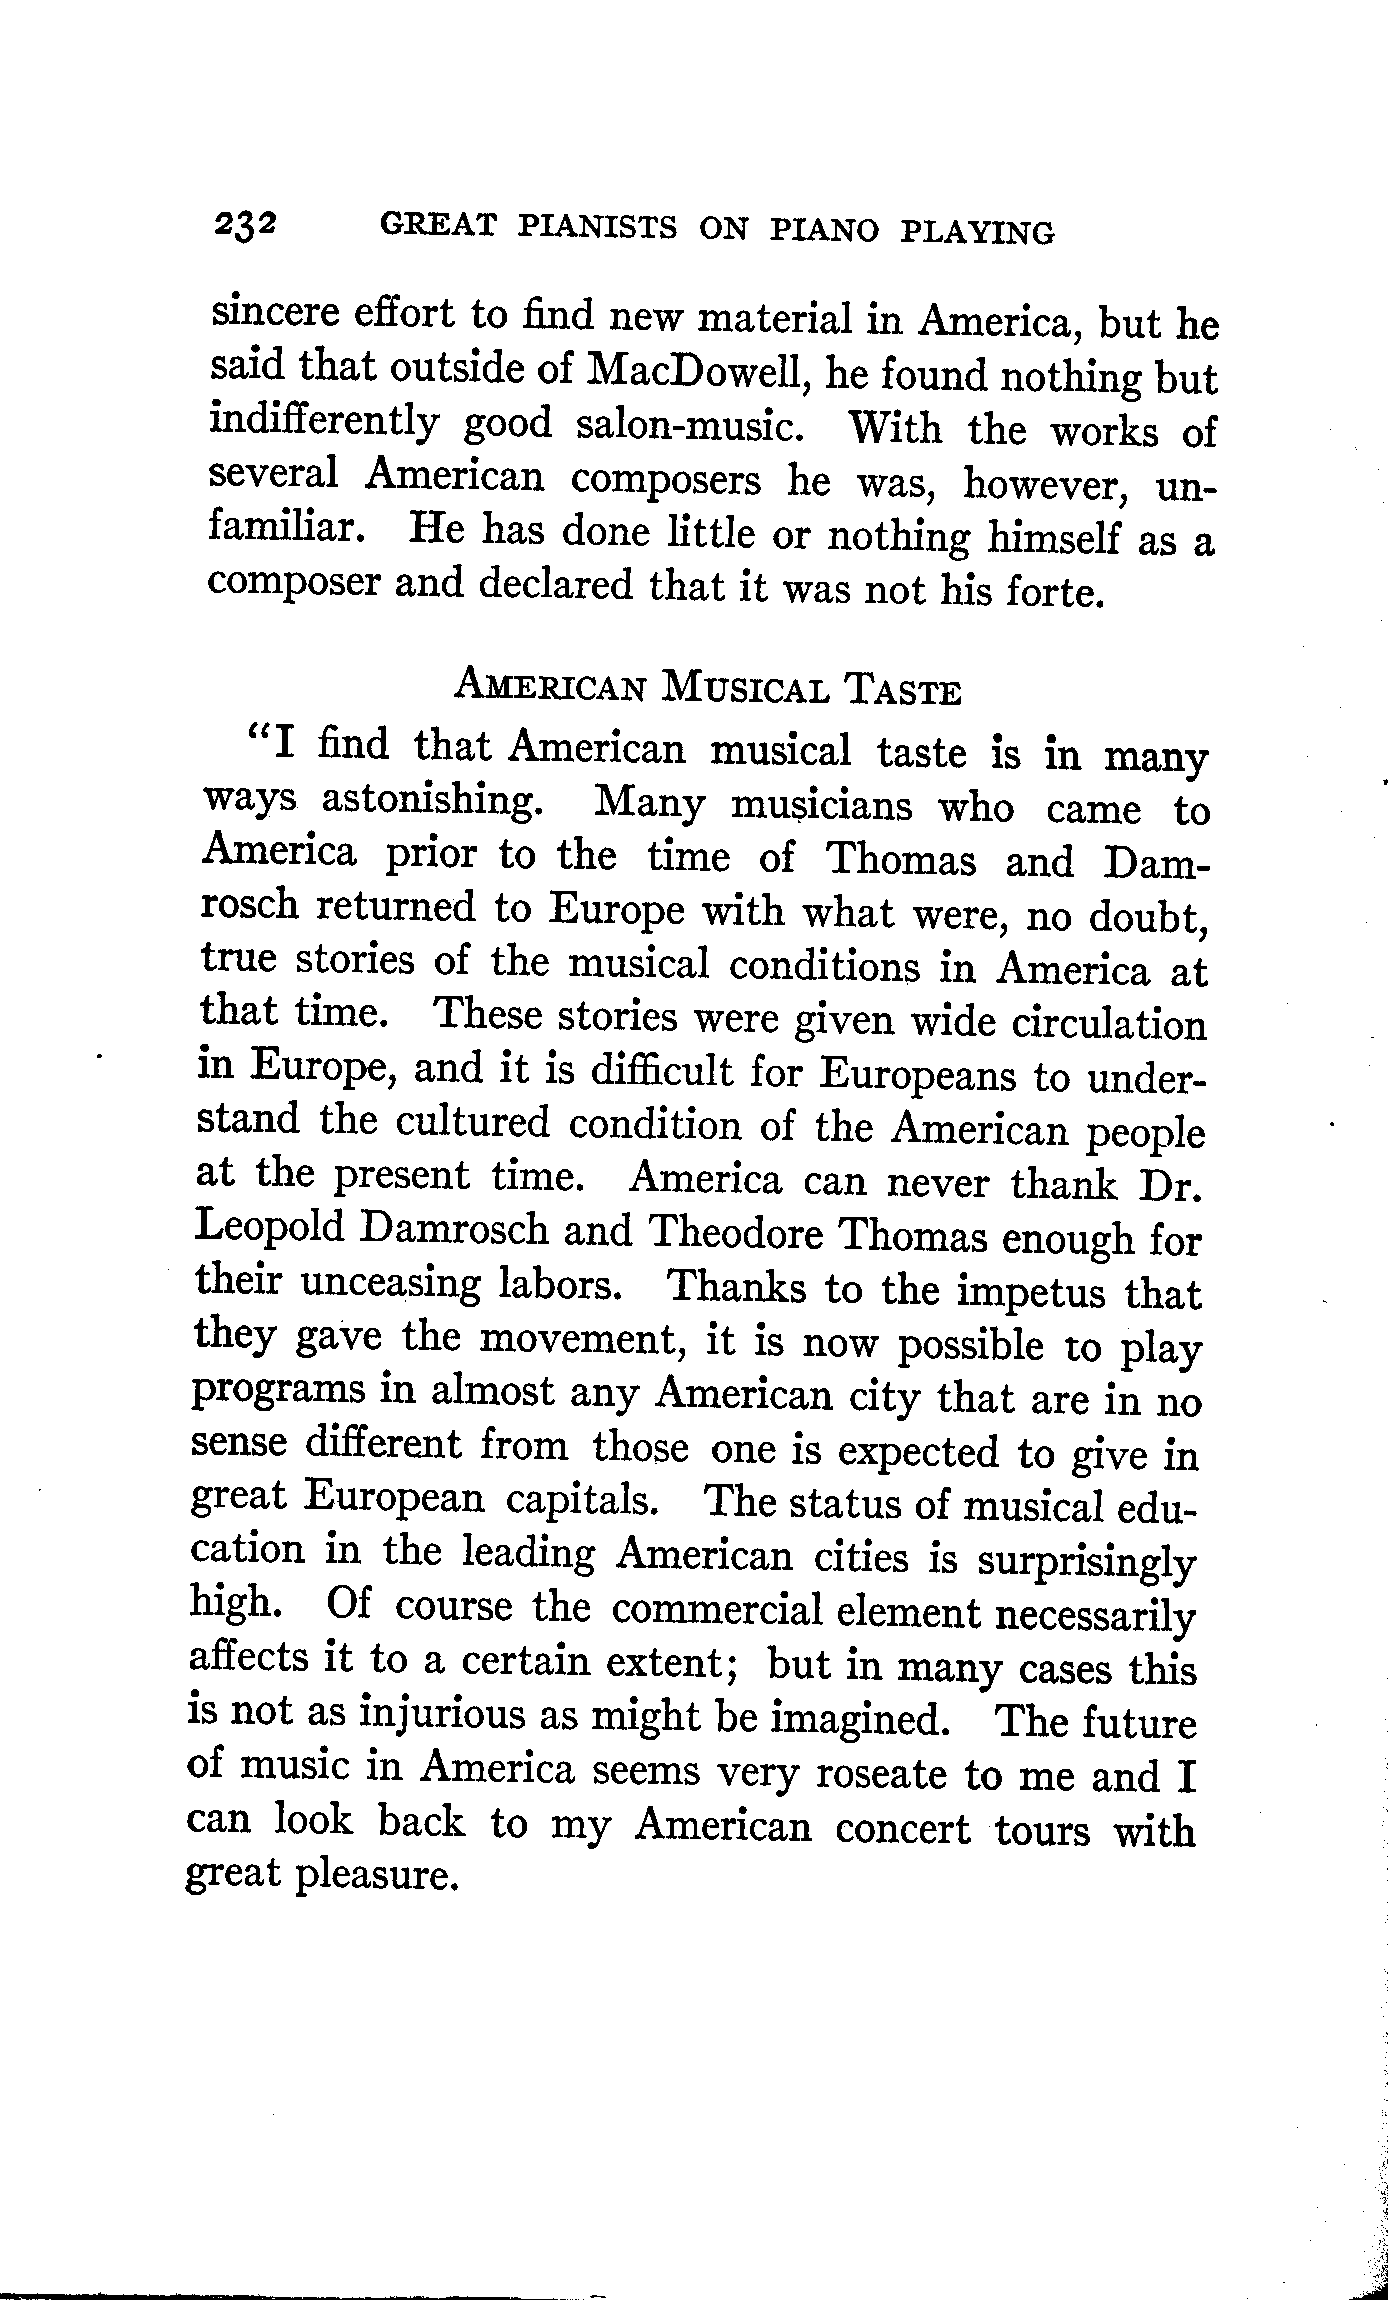 232 GREAT PIANISTS ON PIANO PLAYING
sincere effort to find new material in America, but he
said that outside of MacDowell, he found nothing but
indifferently good salon-music. With the works of
several American composers he was, however, un-
familiar. He has done little or nothing himself as a
composer and declared that it was not his forte.
AMERICAN MUSICAL TASTE
"I find that American musical taste is in many
ways astonishing. Many musicians who came to
America prior to the time of Thomas and Dam-
rosch returned to Europe with what were, no doubt,
true stories of the musical conditions in America at
that time. These stories were given wide circulation
in Europe, and it is difficult for Europeans to under-
stand the cultured condition of the American people
at the present time. America can never thank Dr.
Leopold Damrosch and Theodore Thomas enough for
their unceasing labors. Thanks to the impetus that
they gave the movement, it is now possible to play
programs in almost any American city that are in no
sense different from those one is expected to give in
great European capitals. The status of musical edu-
cation in the leading American cities is surprisingly
high. Of course the commercial element necessarily
affects it to a certain extent; but in many cases this
is not as injurious as might be imagined. The future
of music in America seems very roseate to me and I
can look back to my American concert tours with
great pleasure.